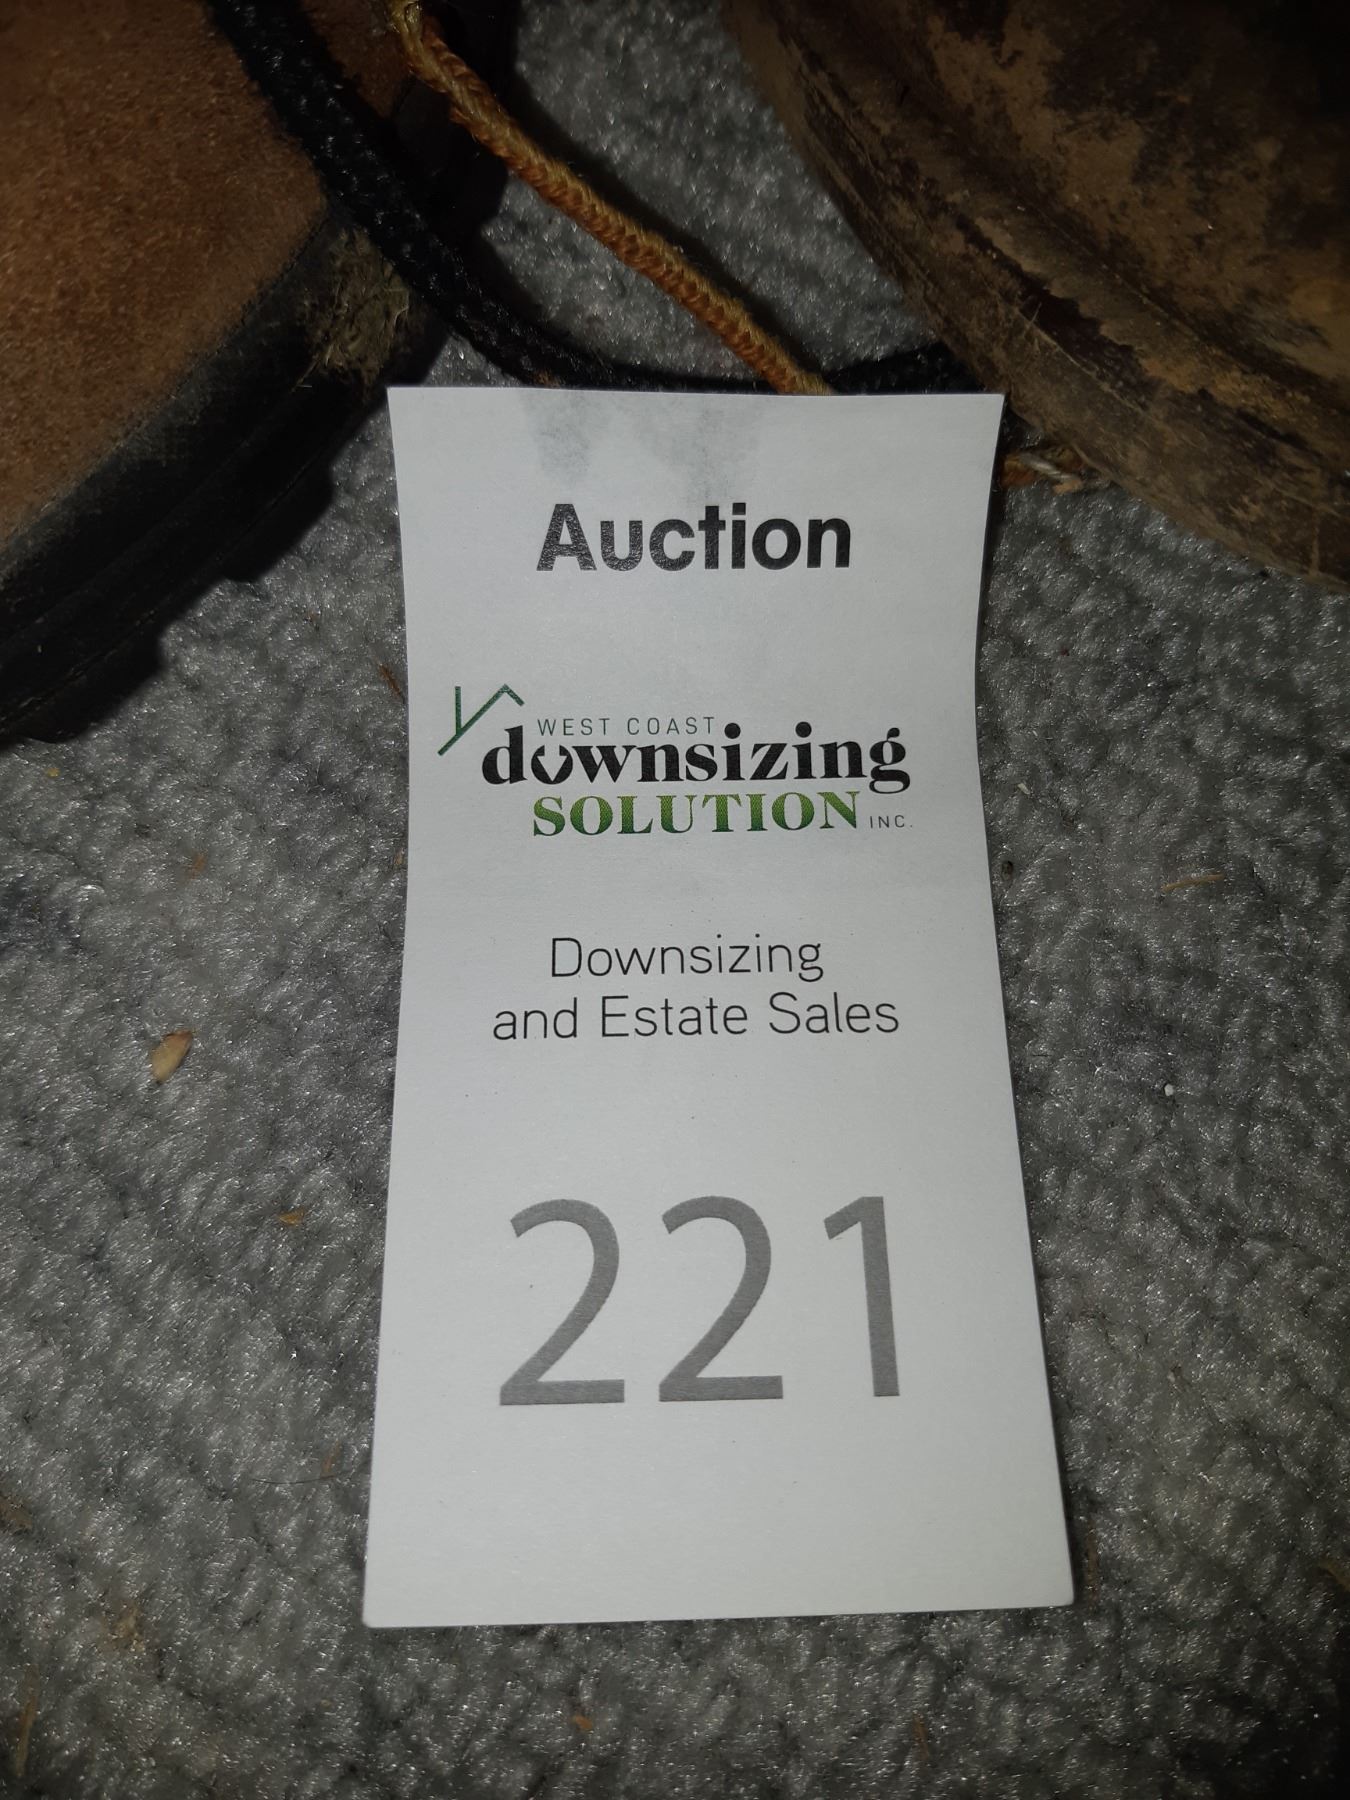 Auction
WEST COAST
downsizing
SOLUTION INC.
Downsizing
and Estate Sales
221